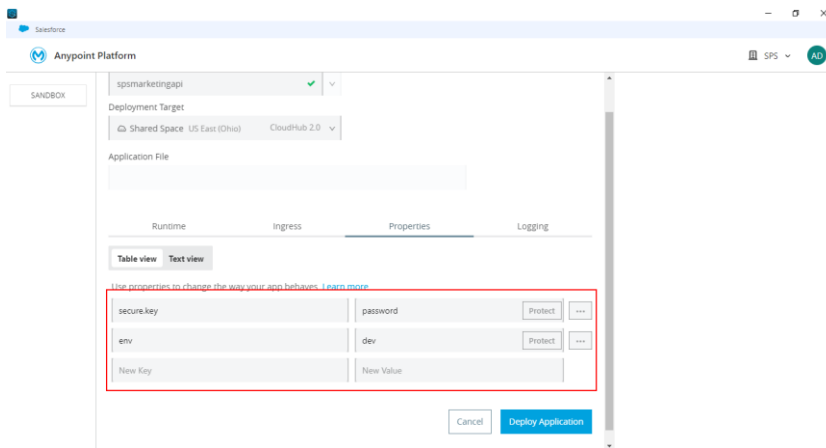 Salesforce
Anypoint Platform
SPS
AD
SANDBOX
spsmarketingapi
Deployment Target
Shared Space US East (Ohio) CloudHub 2.0
Application File
Runtime Ingress Properties Logging
Table view Text view
Use properties to change the way your app behaves. Learn more
secure.key password Protect ...
env dev Protect ...
New Key New Value
Cancel Deploy Application